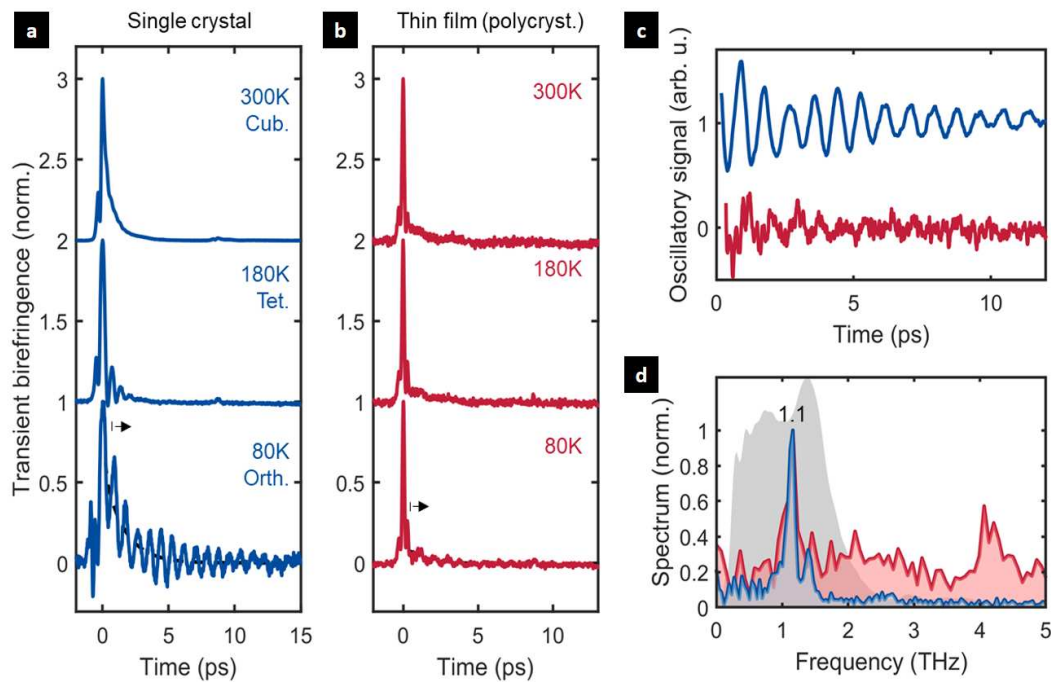 a
Single crystal
Transient birefringence (norm.)
3
2.5
2
1.5
1
0.5
0
300K
Cub.
180K
Tet.
80K
Orth.
0
5
10
15
Time (ps)
b
Thin film (polycryst.)
3
2.5
2
1.5
1
0.5
0
300K
180K
80K
0
5
10
Time (ps)
c
Oscillatory signal (arb. u.)
1
0
0
5
10
Time (ps)
d
Spectrum (norm.)
1
0.8
0.6
0.4
0.2
0
1.1
0
1
2
3
4
5
Frequency (THz)